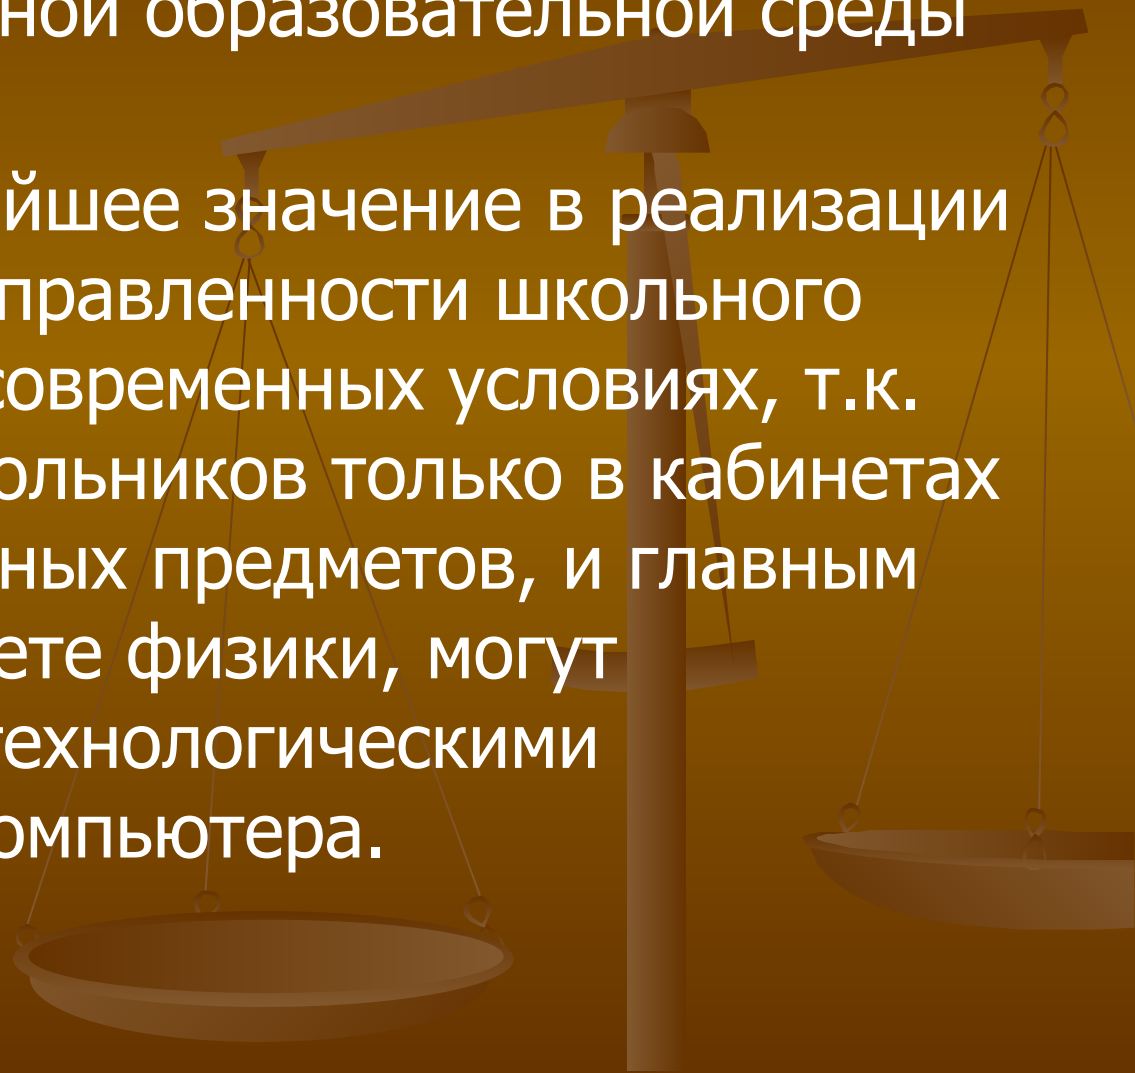 ной образовательной среды
йшее значение в реализации
правленности школьного
современных условиях, т.к.
ольников только в кабинетах
ных предметов, и главным
ете физики, могут
технологическими
омпьютера.